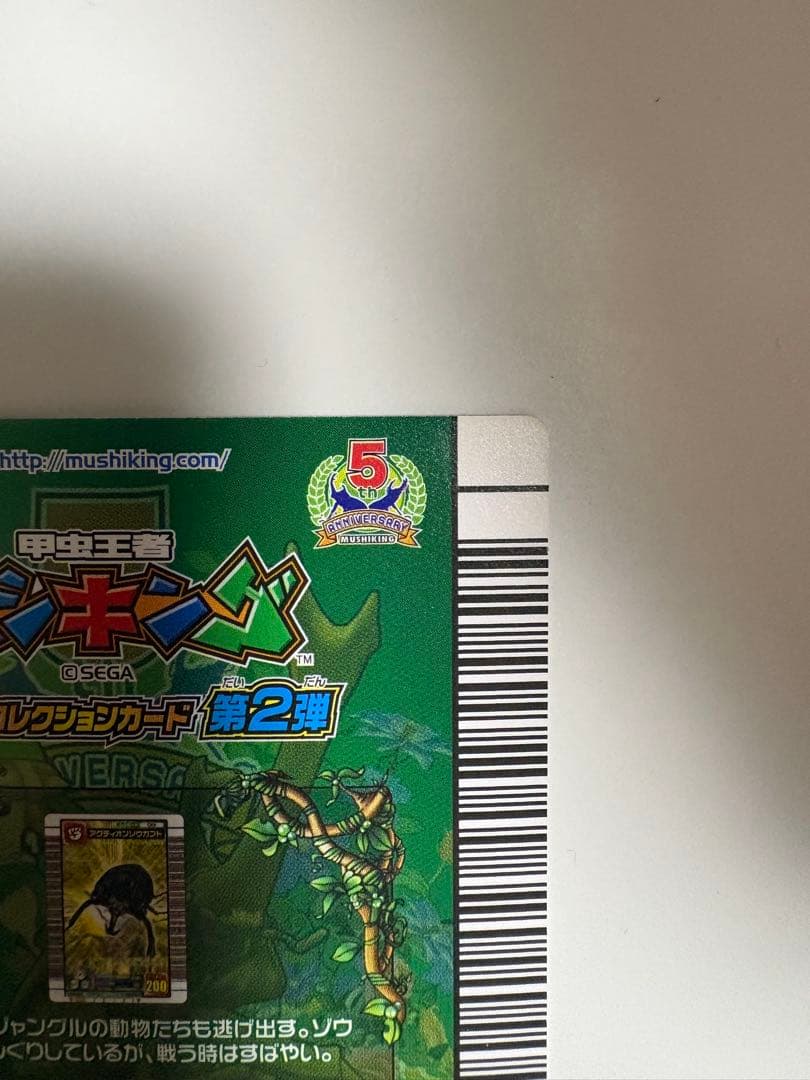 http://mushiking.com/
5th
ANNIVERSARY
MUSHIKING
甲虫王者
シキング
TM
©SEGA
コレクションカード 第2弾
だい だん
VERSA
アクティオンゾウカブト
200
ジャングルの動物たちも逃げ出す。ゾウ
くりしているが、戦う時はすばやい。